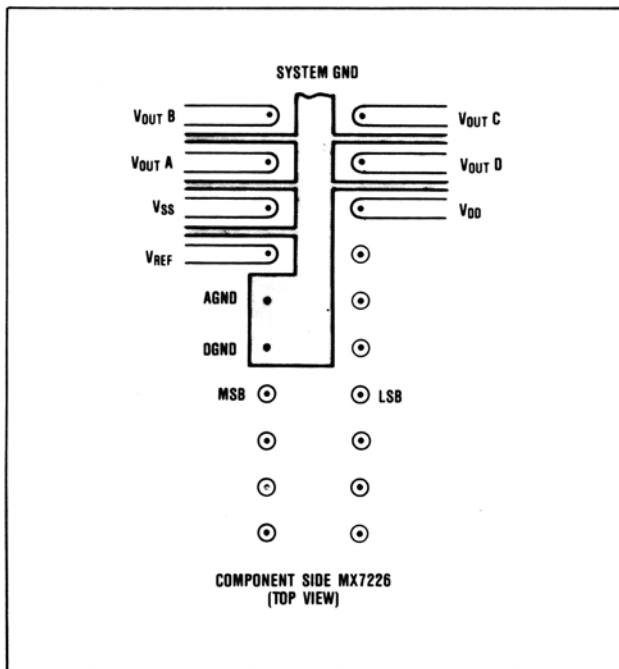 SYSTEM GND
VOUT B
VOUT C
VOUT A
VOUT D
VSS
VDD
VREF
AGND
DGND
MSB
LSB
COMPONENT SIDE MX7226
(TOP VIEW)